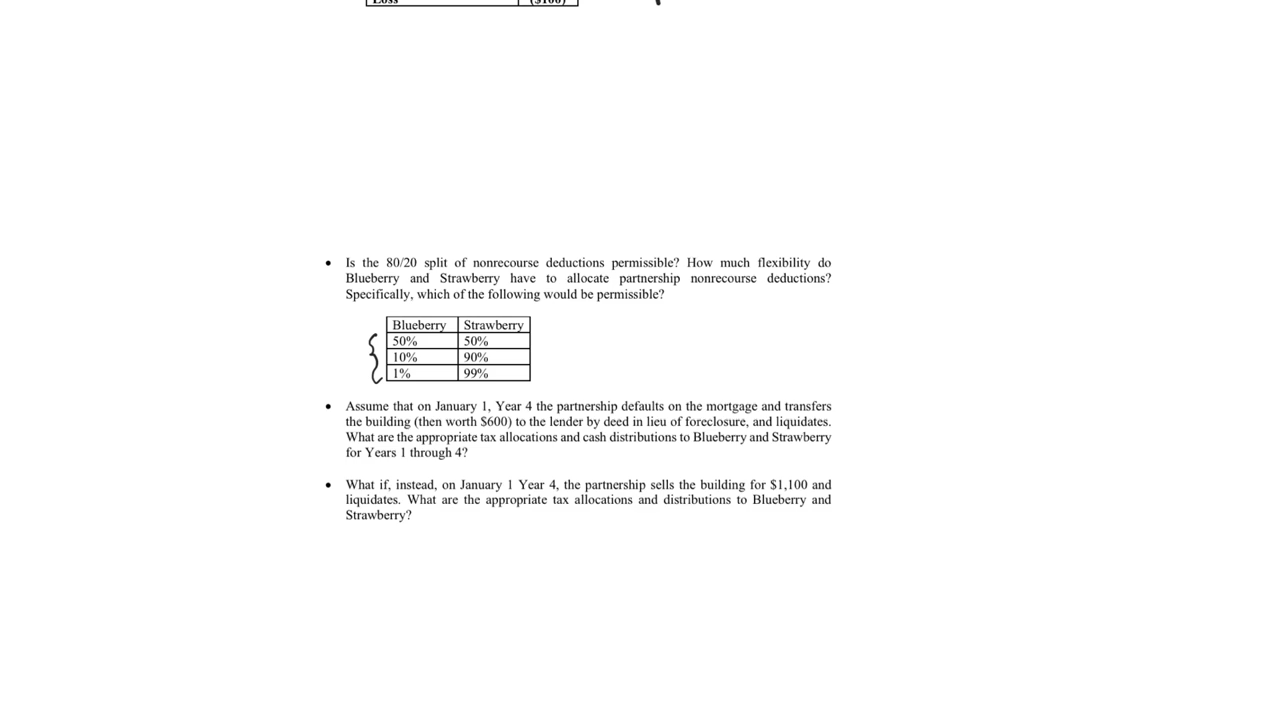 Loss ($100)
• Is the 80/20 split of nonrecourse deductions permissible? How much flexibility do
Blueberry and Strawberry have to allocate partnership nonrecourse deductions?
Specifically, which of the following would be permissible?
Blueberry Strawberry
50% 50%
10% 90%
1% 99%
• Assume that on January 1, Year 4 the partnership defaults on the mortgage and transfers
the building (then worth $600) to the lender by deed in lieu of foreclosure, and liquidates.
What are the appropriate tax allocations and cash distributions to Blueberry and Strawberry
for Years 1 through 4?
• What if, instead, on January 1 Year 4, the partnership sells the building for $1,100 and
liquidates. What are the appropriate tax allocations and distributions to Blueberry and
Strawberry?